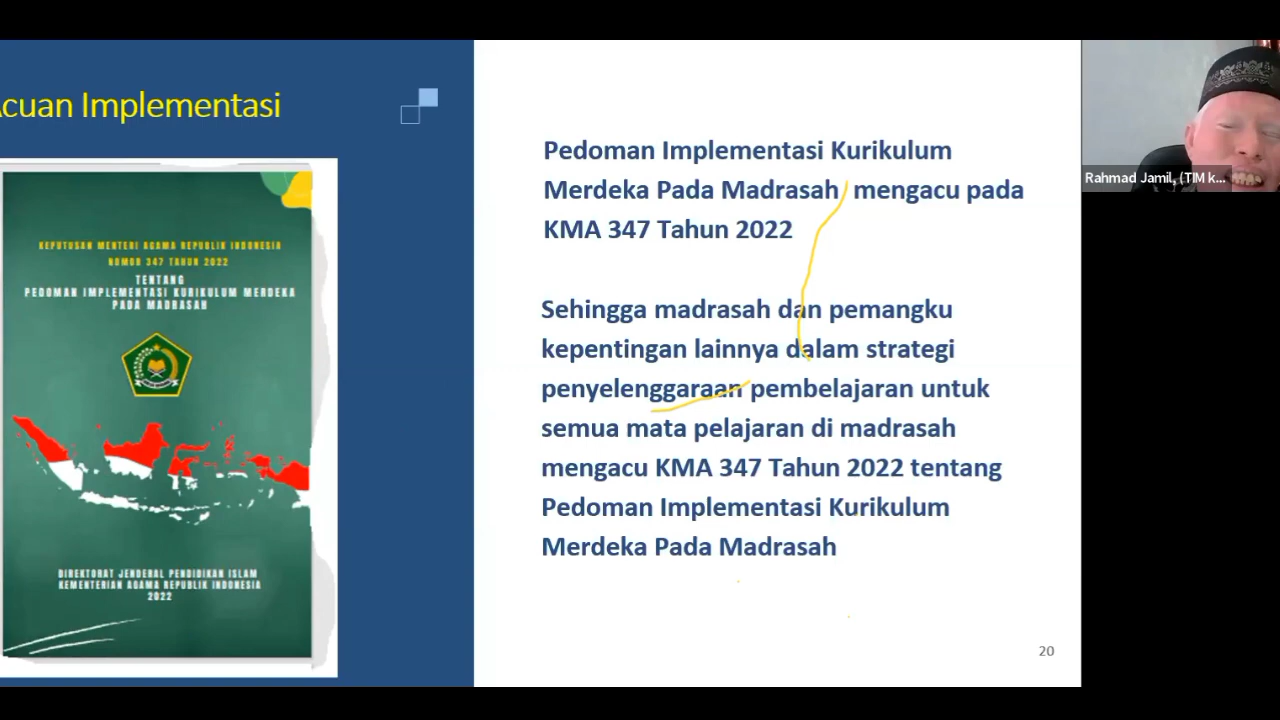 cuan Implementasi
KEPUTUSAN MENTERI AGAMA REPUBLIK INDONESIA
NOMOR 347 TAHUN 2022
TENTANG
PEDOMAN IMPLEMENTASI KURIKULUM MERDEKA
PADA MADRASAH
DIREKTORAT JENDERAL PENDIDIKAN ISLAM
KEMENTERIAN AGAMA REPUBLIK INDONESIA
2022
Pedoman Implementasi Kurikulum
Merdeka Pada Madrasah mengacu pada
KMA 347 Tahun 2022
Sehingga madrasah dan pemangku
kepentingan lainnya dalam strategi
penyelenggaraan pembelajaran untuk
semua mata pelajaran di madrasah
mengacu KMA 347 Tahun 2022 tentang
Pedoman Implementasi Kurikulum
Merdeka Pada Madrasah
20
Rahmad Jamil, (TIM k...